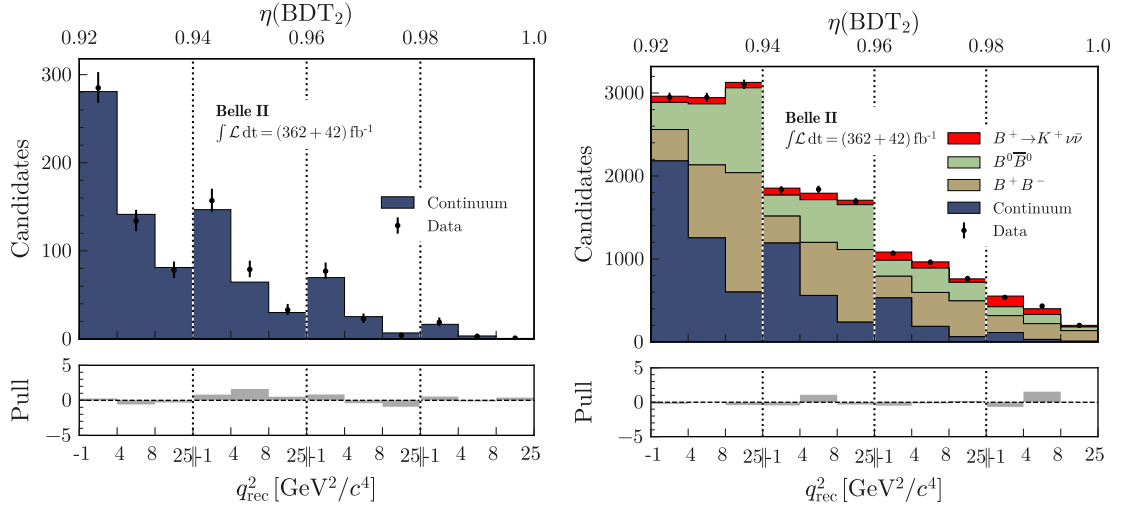 η(BDT₂)
0.92 0.94 0.96 0.98 1.0
Candidates
300
200
100
0
Belle II
∫ 𝓛 dt = (362 + 42) fb⁻¹
Continuum
Data
Pull
5
0
−5
-1 4 8 25|-1 4 8 25|-1 4 8 25|-1 4 8 25
q²rec [GeV²/c⁴]
η(BDT₂)
0.92 0.94 0.96 0.98 1.0
Candidates
3000
2000
1000
0
Belle II
∫ 𝓛 dt = (362 + 42) fb⁻¹
B⁺→K⁺νν̄
B⁰B̅⁰
B⁺B⁻
Continuum
Data
Pull
5
0
−5
-1 4 8 25|-1 4 8 25|-1 4 8 25|-1 4 8 25
q²rec [GeV²/c⁴]